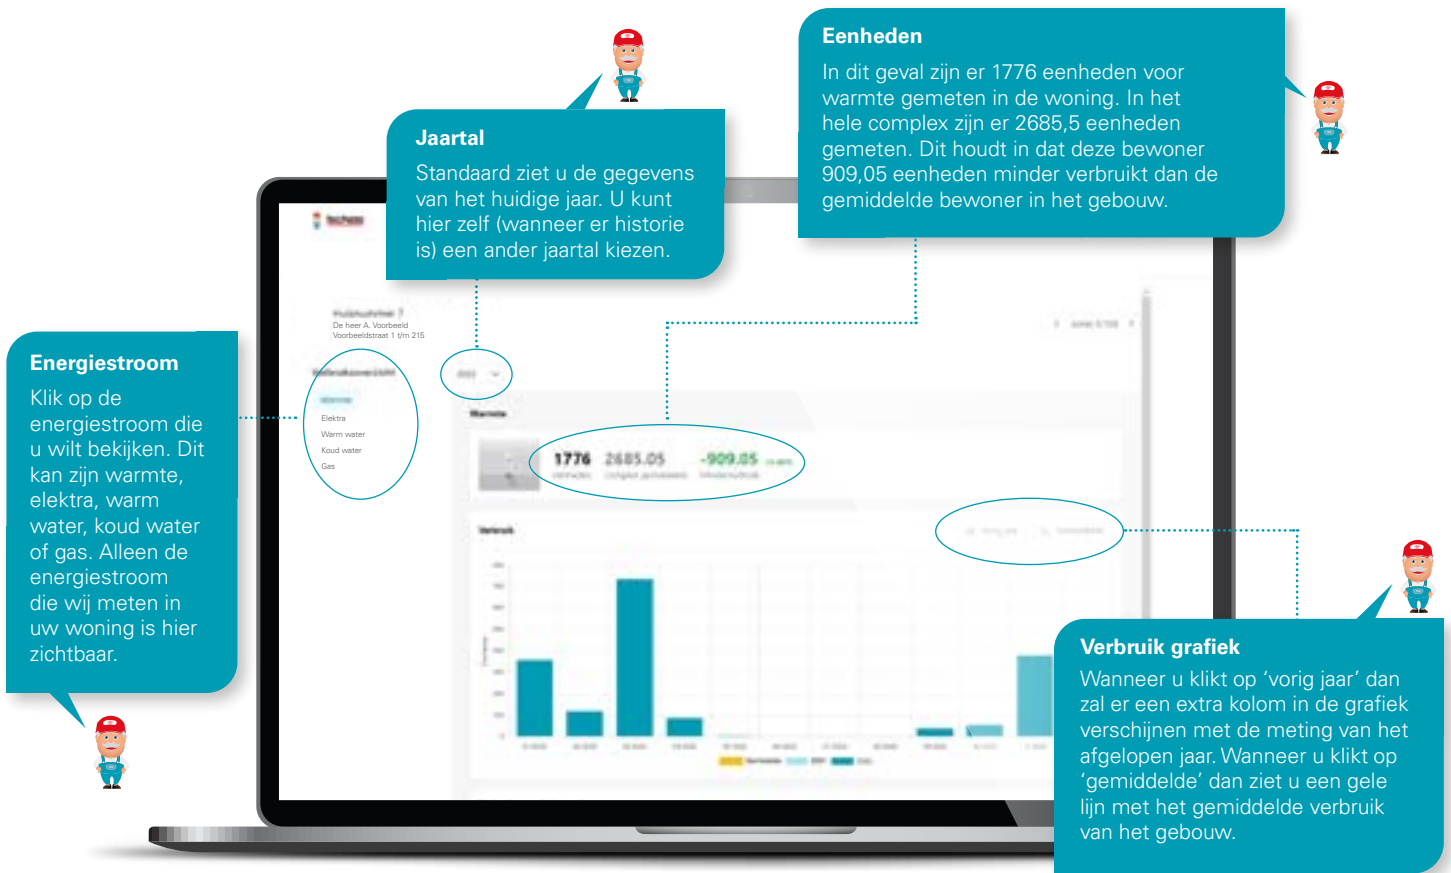 Eenheden
In dit geval zijn er 1776 eenheden voor
warmte gemeten in de woning. In het
hele complex zijn er 2685,5 eenheden
gemeten. Dit houdt in dat deze bewoner
909,05 eenheden minder verbruikt dan de
gemiddelde bewoner in het gebouw.
Jaartal
Standaard ziet u de gegevens
van het huidige jaar. U kunt
hier zelf (wanneer er historie
is) een ander jaartal kiezen.
techem
De heer A. Voorbeeld
Voorbeeldstraat 1 t/m 215
Energiestroom
Klik op de
energiestroom die
u wilt bekijken. Dit
kan zijn warmte,
elektra, warm
water, koud water
of gas. Alleen de
energiestroom
die wij meten in
uw woning is hier
zichtbaar.
Warmte
Elektra
Warm water
Koud water
Gas
Warmte
1776 2685.05 -909.05
Verbruik
Verbruik grafiek
Wanneer u klikt op ‘vorig jaar’ dan
zal er een extra kolom in de grafiek
verschijnen met de meting van het
afgelopen jaar. Wanneer u klikt op
‘gemiddelde’ dan ziet u een gele
lijn met het gemiddelde verbruik
van het gebouw.